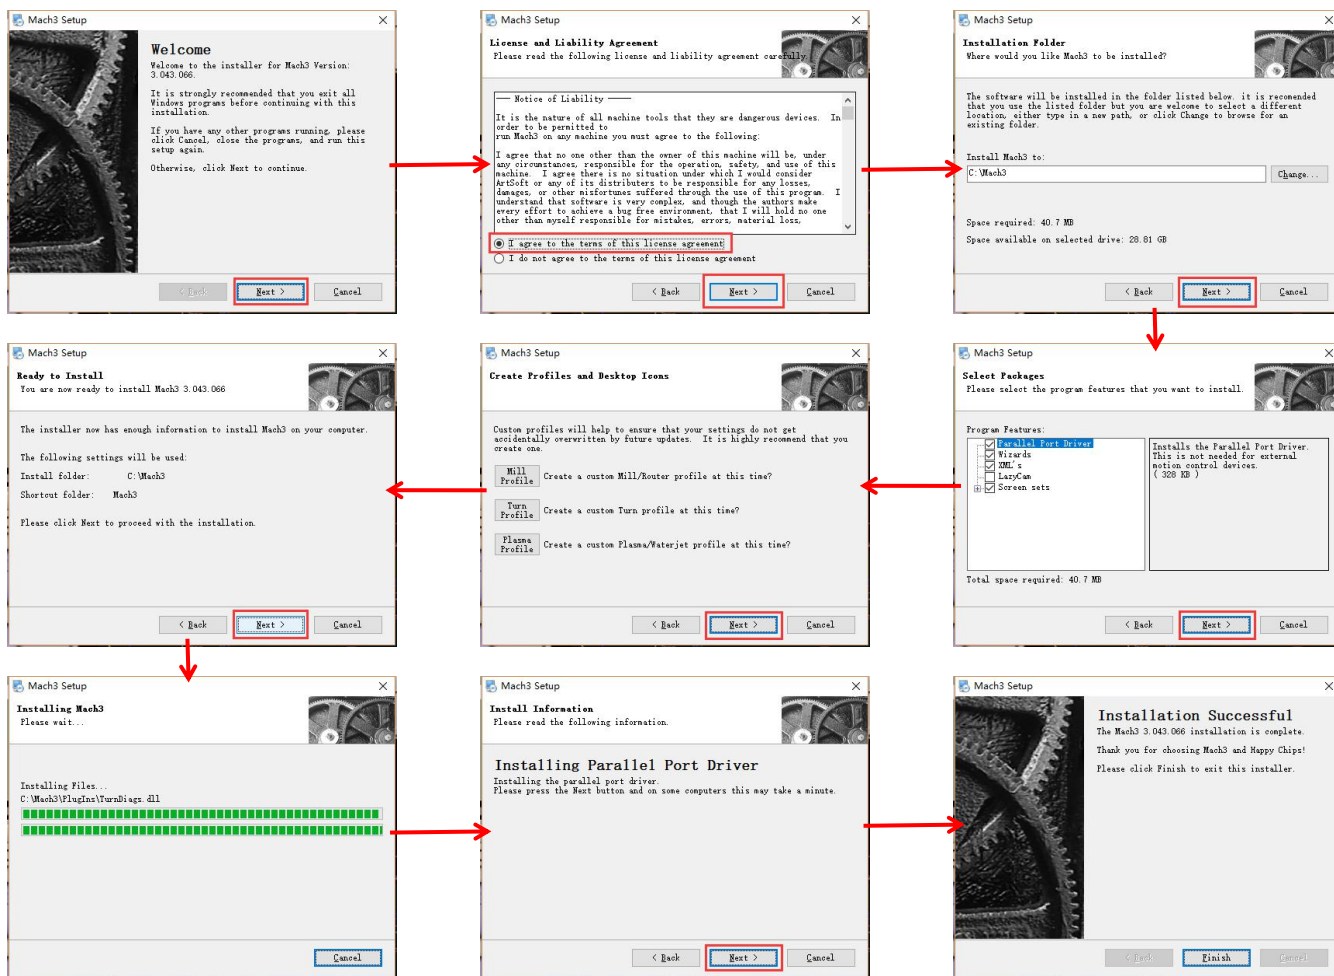 Mach3 Setup
Welcome
Welcome to the installer for Mach3 Version:
3.043.066.
It is strongly recommended that you exit all
Windows programs before continuing with this
installation.
If you have any other programs running, please
click Cancel, close the programs, and run this
setup again.
Otherwise, click Next to continue.
< Back
Next >
Cancel
Mach3 Setup
License and Liability Agreement
Please read the following license and liability agreement carefully.
--- Notice of Liability ---
It is the nature of all machine tools that they are dangerous devices.  In
order to be permitted to
run Mach3 on any machine you must agree to the following:
I agree that no one other than the owner of this machine will be, under
any circumstances, responsible for the operation, safety, and use of this
machine.  I agree there is no situation under which I would consider
ArtSoft or any of its distributers to be responsible for any losses,
damages, or other misfortunes suffered through the use of this program.  I
understand that software is very complex, and though the authors make
every effort to achieve a bug free environment, that I will hold no one
other than myself responsible for mistakes, errors, material loss,
I agree to the terms of this license agreement
I do not agree to the terms of this license agreement
< Back
Next >
Cancel
Mach3 Setup
Installation Folder
Where would you like Mach3 to be installed?
The software will be installed in the folder listed below. it is recomended
that you use the listed folder but you are welcome to select a different
location, either type in a new path, or click Change to browse for an
existing folder.
Install Mach3 to:
C:\Mach3
Change...
Space required: 40.7 MB
Space available on selected drive: 28.81 GB
< Back
Next >
Cancel
Mach3 Setup
Select Packages
Please select the program features that you want to install.
Program Features:
Parallel Port Driver
Wizards
XML's
LazyCam
Screen sets
Installs the Parallel Port Driver.
This is not needed for external
motion control devices.
( 328 KB )
Total space required: 40.7 MB
< Back
Next >
Cancel
Mach3 Setup
Create Profiles and Desktop Icons
Custom profiles will help to ensure that your settings do not get
accidentally overwritten by future updates.  It is highly recommend that you
create one.
Mill
Profile
Create a custom Mill/Router profile at this time?
Turn
Profile
Create a custom Turn profile at this time?
Plasma
Profile
Create a custom Plasma/Waterjet profile at this time?
< Back
Next >
Cancel
Mach3 Setup
Ready to Install
You are now ready to install Mach3 3.043.066
The installer now has enough information to install Mach3 on your computer.
The following settings will be used:
Install folder: C:\Mach3
Shortcut folder: Mach3
Please click Next to proceed with the installation.
< Back
Next >
Cancel
Mach3 Setup
Installing Mach3
Please wait...
Installing Files...
C:\Mach3\PlugIns\TurnDiags.dll
Cancel
Mach3 Setup
Install Information
Please read the following information.
Installing Parallel Port Driver
Installing the parallel port driver.
Please press the Next button and on some computers this may take a minute.
< Back
Next >
Cancel
Mach3 Setup
Installation Successful
The Mach3 3.043.066 installation is complete.
Thank you for choosing Mach3 and Happy Chips!
Please click Finish to exit this installer.
< Back
Finish
Cancel